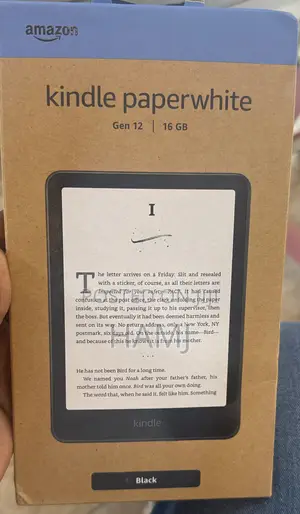 amazon
kindle paperwhite
Gen 12 | 16 GB
I
The letter arrives on a Friday. Slit and resealed
with a sticker, of course, as all their letters are
confusion at the post office, the clerk unfolding the paper
inside, studying it, passing it up to his supervisor, then
the boss. But eventually it had been deemed harmless and
sent on its way. No return address, only a New York, NY
postmark, six days old. On the outside, his name—Bird—
and because of this he knows it is from his mother.
He has not been Bird for a long time.
We named you Noah after your father's father, his
mother told him once. Bird was all your own doing.
The word that, when he said it, felt like him. Something
kindle
Black